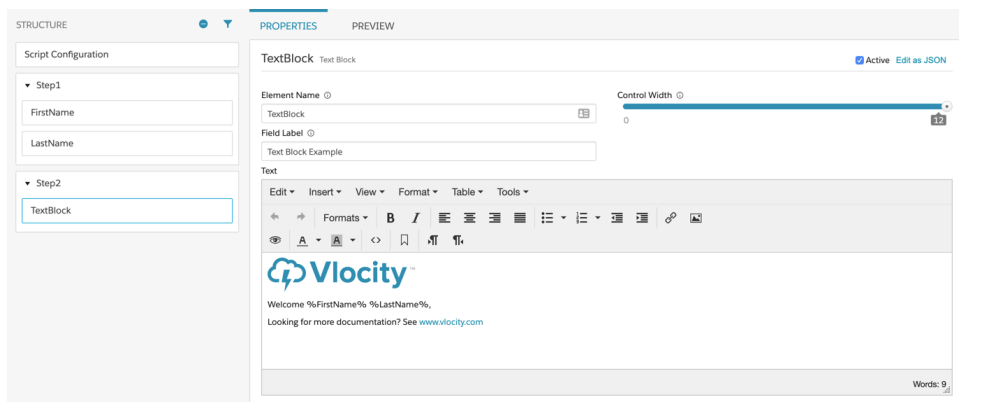 STRUCTURE
Script Configuration
Step1
FirstName
LastName
Step2
TextBlock
PROPERTIES PREVIEW
TextBlock Text Block
Active Edit as JSON
Element Name
TextBlock
Control Width
0 12
Field Label
Text Block Example
Text
Edit Insert View Format Table Tools
Formats B I
A A
Vlocity™
Welcome %FirstName% %LastName%,
Looking for more documentation? See www.vlocity.com
Words: 9